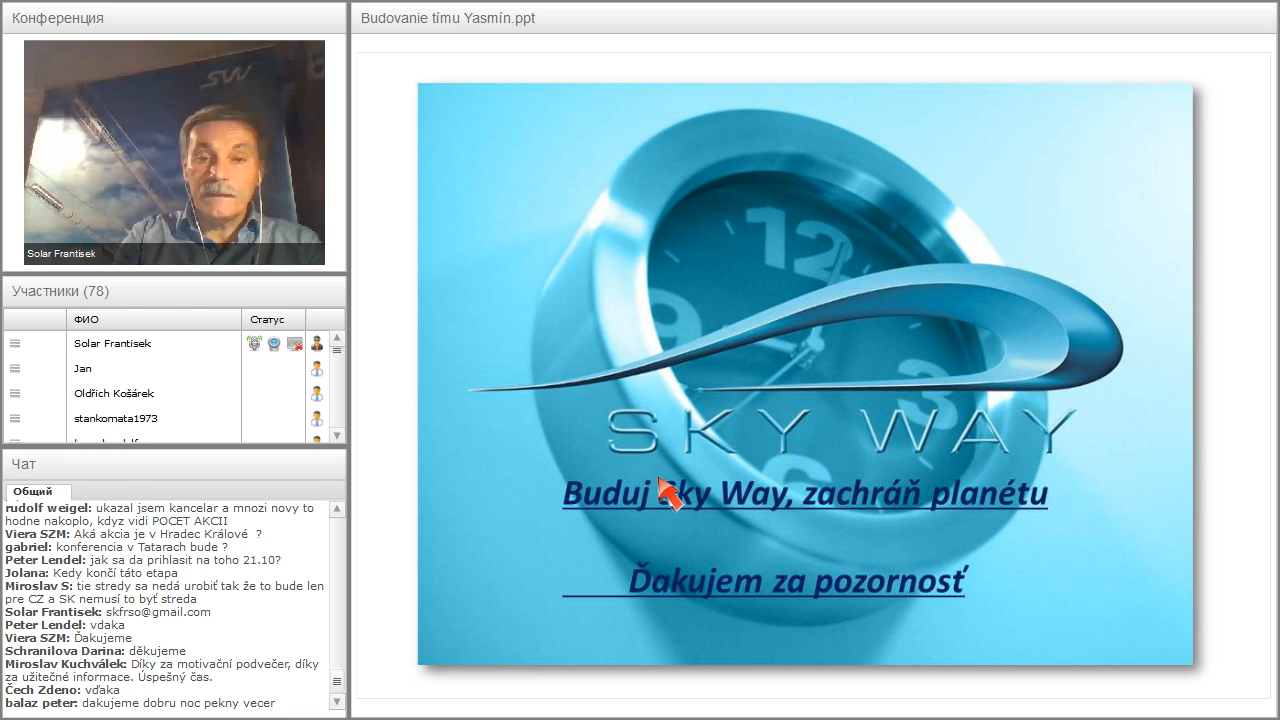 Конференция
SW
Solar Frantisek
Участники (78)
ФИО
Статус
Solar Frantisek
Jan
Oldřich Košárek
stankomata1973
Чат
Общий
rudolf weigel: ukazal jsem kancelar a mnozi novy to
hodne nakoplo, kdyz vidi POCET AKCII
Viera SZM: Aká akcia je v Hradec Králové ?
gabriel: konferencia v Tatarach bude ?
Peter Lendel: jak sa da prihlasit na toho 21.10?
Jolana: Kedy končí táto etapa
Miroslav S: tie stredy sa nedá urobiť tak že to bude len
pre CZ a SK nemusí to byť streda
Solar Frantisek: skfrso@gmail.com
Peter Lendel: vdaka
Viera SZM: Ďakujeme
Schranilova Darina: děkujeme
Miroslav Kuchválek: Díky za motivační podvečer, díky
za užitečné informace. Úspešný čas.
Čech Zdeno: vďaka
balaz peter: dakujeme dobru noc pekny vecer
Budovanie tímu Yasmín.ppt
12
9
3
6
SKY WAY
Buduj Sky Way, zachráň planétu
Ďakujem za pozornosť